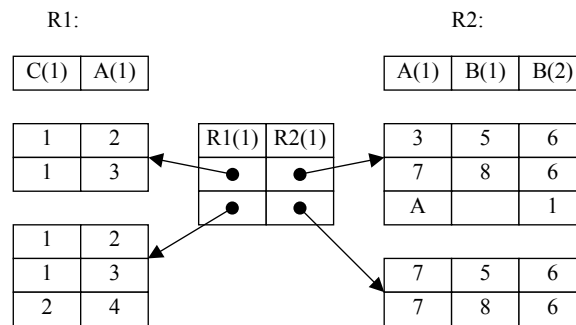 R1: R2:
C(1) A(1) A(1) B(1) B(2)
1 2 R1(1) R2(1) 3 5 6
1 3 7 8 6
A 1
1 2
1 3 7 5 6
2 4 7 8 6